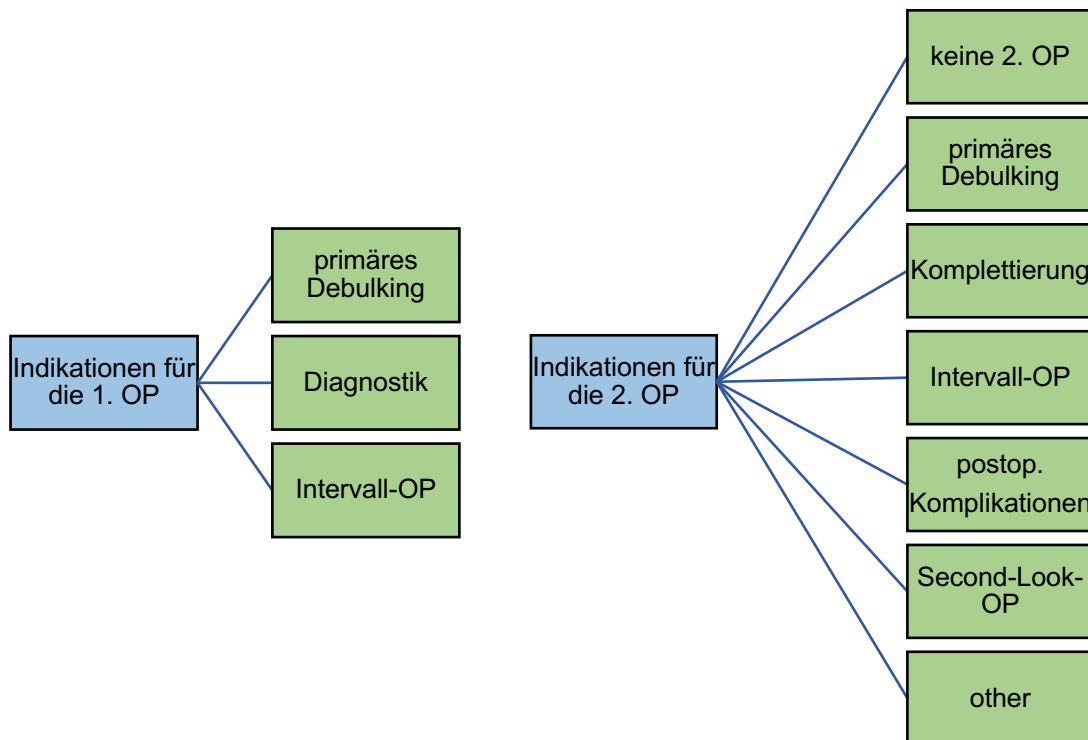 Indikationen für
die 1. OP
primäres
Debulking
Diagnostik
Intervall-OP
Indikationen für
die 2. OP
keine 2. OP
primäres
Debulking
Komplettierung
Intervall-OP
postop.
Komplikationen
Second-Look-
OP
other